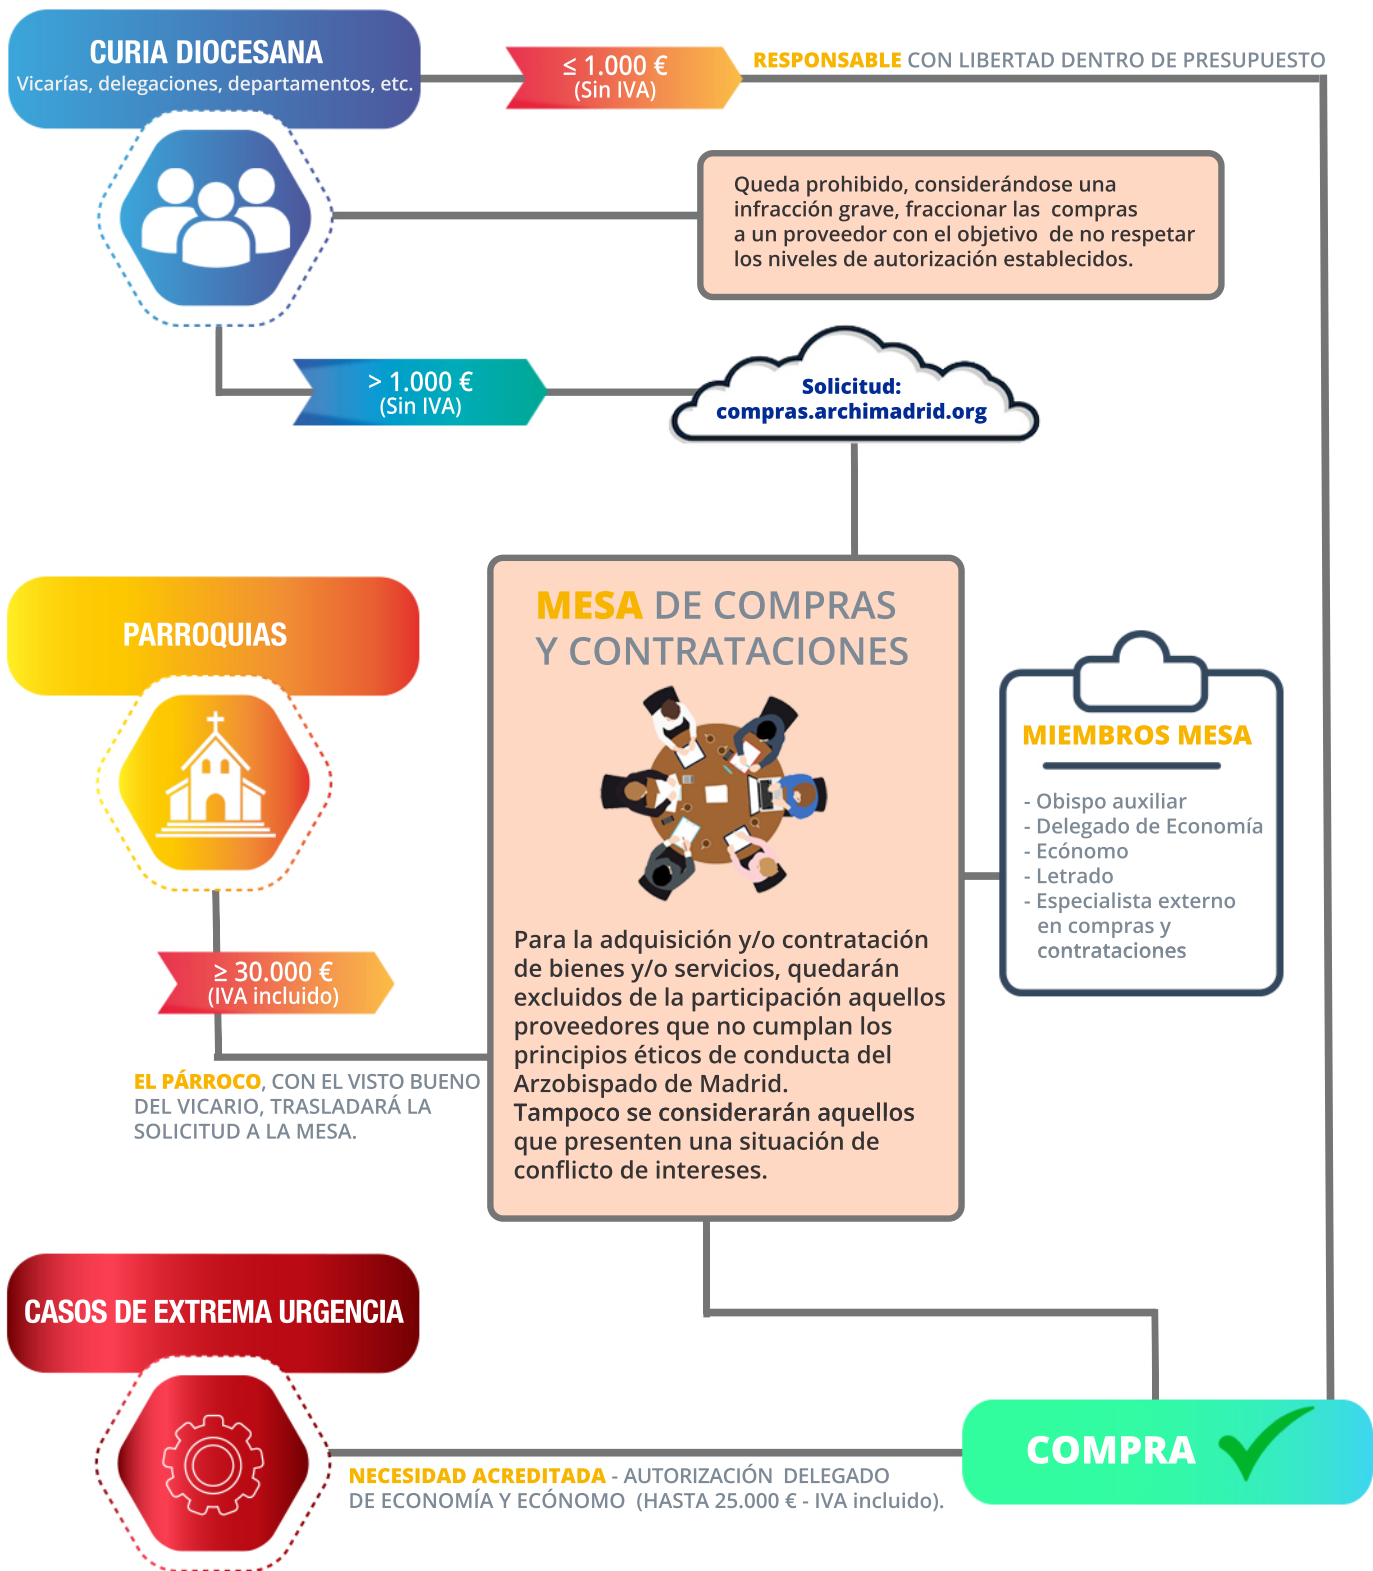 CURIA DIOCESANA
Vicarías, delegaciones, departamentos, etc.
≤ 1.000 €
(Sin IVA)
RESPONSABLE CON LIBERTAD DENTRO DE PRESUPUESTO
Queda prohibido, considerándose una
infracción grave, fraccionar las compras
a un proveedor con el objetivo de no respetar
los niveles de autorización establecidos.
> 1.000 €
(Sin IVA)
Solicitud:
compras.archimadrid.org
PARROQUIAS
≥ 30.000 €
(IVA incluido)
EL PÁRROCO, CON EL VISTO BUENO
DEL VICARIO, TRASLADARÁ LA
SOLICITUD A LA MESA.
MESA DE COMPRAS
Y CONTRATACIONES
Para la adquisición y/o contratación
de bienes y/o servicios, quedarán
excluidos de la participación aquellos
proveedores que no cumplan los
principios éticos de conducta del
Arzobispado de Madrid.
Tampoco se considerarán aquellos
que presenten una situación de
conflicto de intereses.
MIEMBROS MESA
- Obispo auxiliar
- Delegado de Economía
- Ecónomo
- Letrado
- Especialista externo
en compras y
contrataciones
CASOS DE EXTREMA URGENCIA
NECESIDAD ACREDITADA - AUTORIZACIÓN DELEGADO
DE ECONOMÍA Y ECÓNOMO (HASTA 25.000 € - IVA incluido).
COMPRA